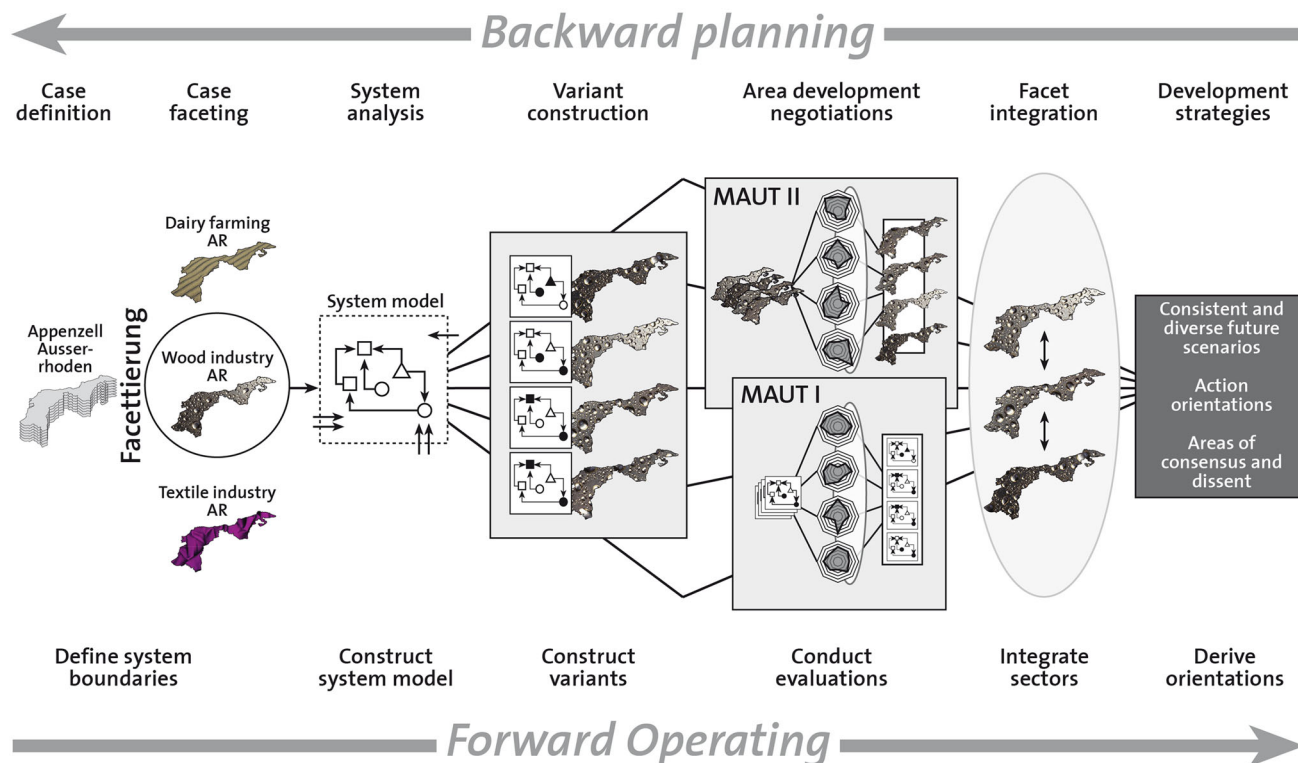 Backward planning
Case
definition
Case
faceting
System
analysis
Variant
construction
Area development
negotiations
Facet
integration
Development
strategies
Appenzell
Ausser-
rhoden
Facettierung
Dairy farming
AR
Wood industry
AR
Textile industry
AR
System model
MAUT II
MAUT I
Consistent and
diverse future
scenarios
Action
orientations
Areas of
consensus and
dissent
Define system
boundaries
Construct
system model
Construct
variants
Conduct
evaluations
Integrate
sectors
Derive
orientations
Forward Operating